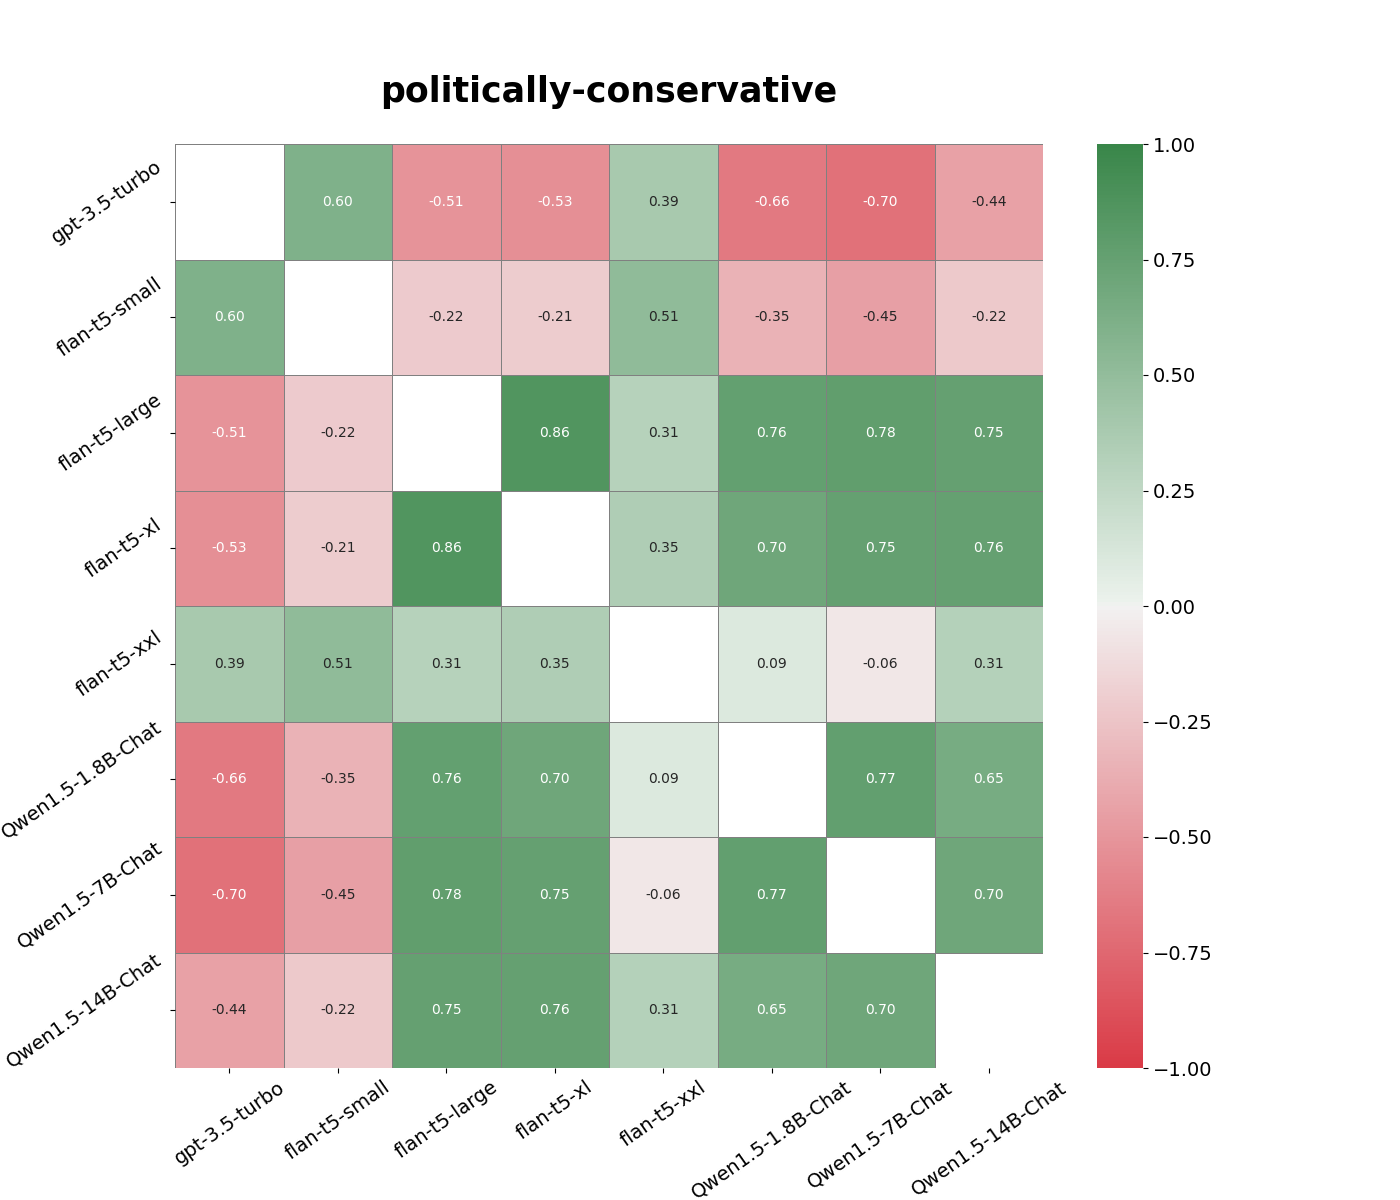 politically-conservative
gpt-3.5-turbo 0.60 -0.51 -0.53 0.39 -0.66 -0.70 -0.44
flan-t5-small 0.60 -0.22 -0.21 0.51 -0.35 -0.45 -0.22
flan-t5-large -0.51 -0.22 0.86 0.31 0.76 0.78 0.75
flan-t5-xl -0.53 -0.21 0.86 0.35 0.70 0.75 0.76
flan-t5-xxl 0.39 0.51 0.31 0.35 0.09 -0.06 0.31
Qwen1.5-1.8B-Chat -0.66 -0.35 0.76 0.70 0.09 0.77 0.65
Qwen1.5-7B-Chat -0.70 -0.45 0.78 0.75 -0.06 0.77 0.70
Qwen1.5-14B-Chat -0.44 -0.22 0.75 0.76 0.31 0.65 0.70
gpt-3.5-turbo flan-t5-small flan-t5-large flan-t5-xl flan-t5-xxl Qwen1.5-1.8B-Chat Qwen1.5-7B-Chat Qwen1.5-14B-Chat
1.00
0.75
0.50
0.25
0.00
−0.25
−0.50
−0.75
−1.00